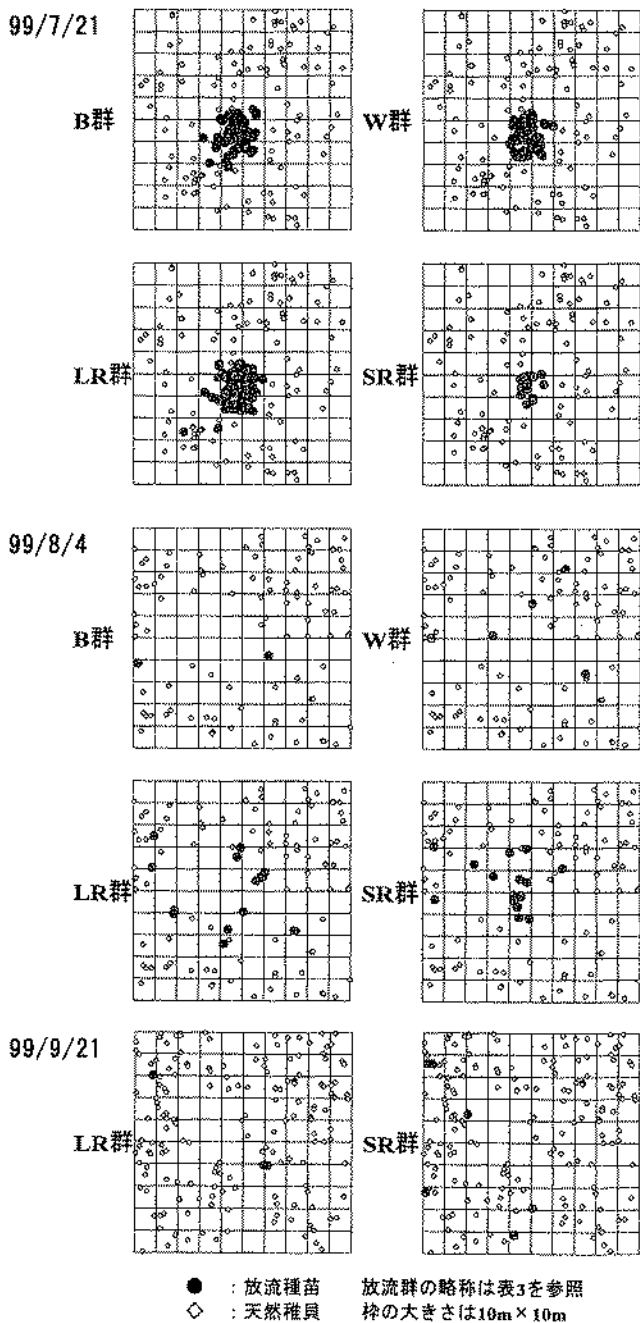 99/7/21
B群
W群
LR群
SR群
99/8/4
B群
W群
LR群
SR群
99/9/21
LR群
SR群
● : 放流種苗 放流群の略称は表3を参照
◇ : 天然稚貝 枠の大きさは10m×10m